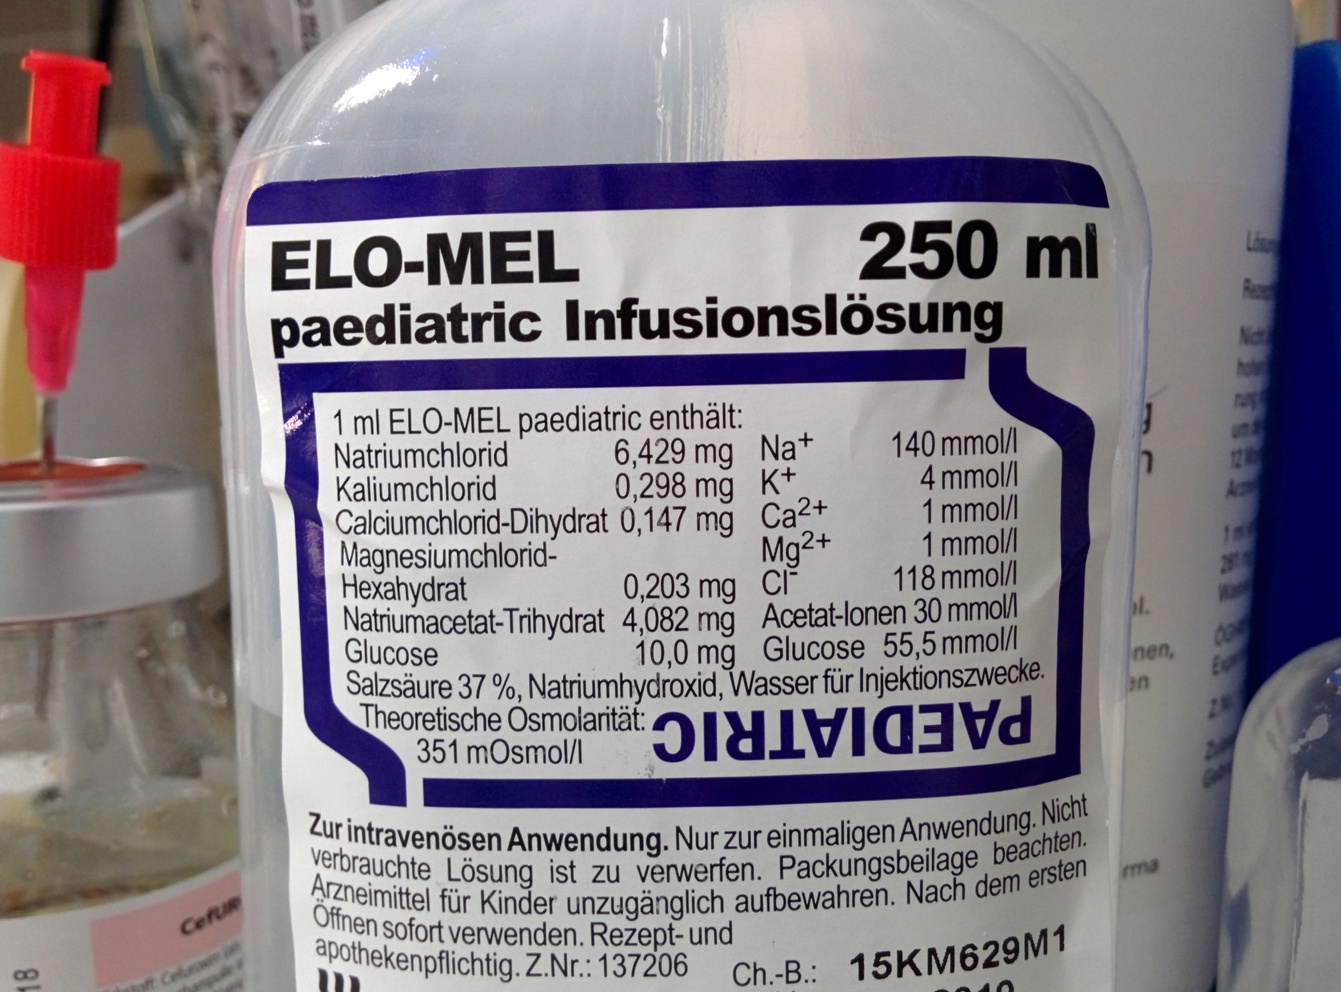 ELO-MEL 250 ml
paediatric Infusionslösung
1 ml ELO-MEL paediatric enthält:
Natriumchlorid 6,429 mg Na+ 140 mmol/l
Kaliumchlorid 0,298 mg K+ 4 mmol/l
Calciumchlorid-Dihydrat 0,147 mg Ca2+ 1 mmol/l
Magnesiumchlorid- Mg2+ 1 mmol/l
Hexahydrat 0,203 mg Cl- 118 mmol/l
Natriumacetat-Trihydrat 4,082 mg Acetat-Ionen 30 mmol/l
Glucose 10,0 mg Glucose 55,5 mmol/l
Salzsäure 37 %, Natriumhydroxid, Wasser für Injektionszwecke.
Theoretische Osmolarität:
351 mOsmol/l
PAEDIATRIC
Zur intravenösen Anwendung. Nur zur einmaligen Anwendung. Nicht
verbrauchte Lösung ist zu verwerfen. Packungsbeilage beachten.
Arzneimittel für Kinder unzugänglich aufbewahren. Nach dem ersten
Öffnen sofort verwenden. Rezept- und
apothekenpflichtig. Z.Nr.: 137206 Ch.-B.: 15KM629M1
18